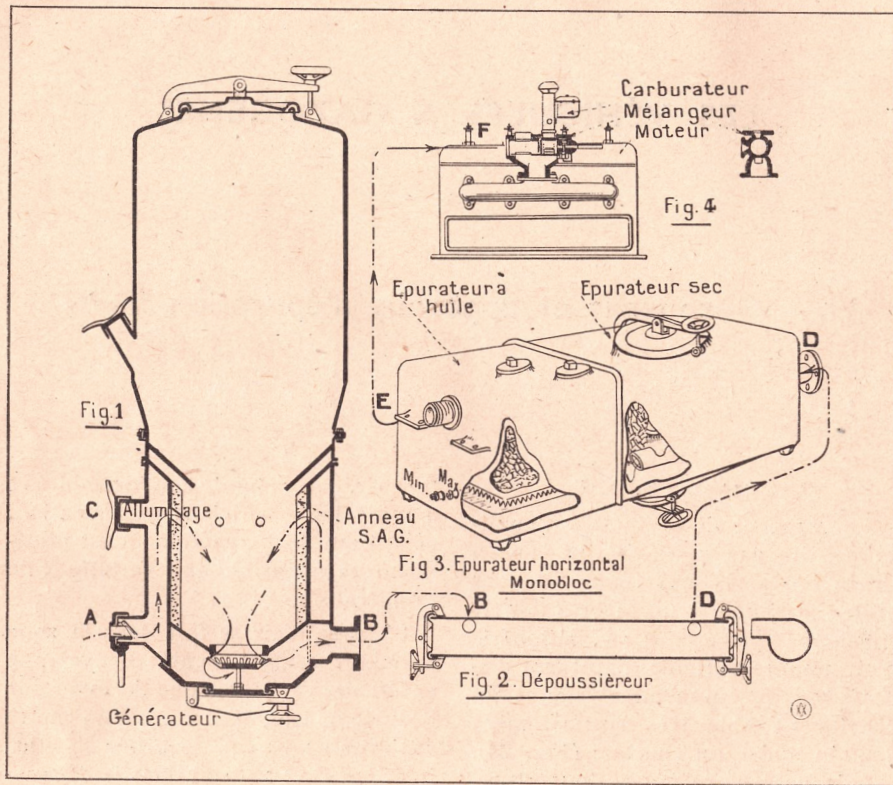 Carburateur
Mélangeur
Moteur
F
Fig. 4
Epurateur à
huile
Epurateur sec
D
E
Fig.1
Min. Max
C
Allumage
Anneau
S.A.G.
Fig 3. Epurateur horizontal
Monobloc
A
B
B
D
Fig. 2. Dépoussièreur
Générateur